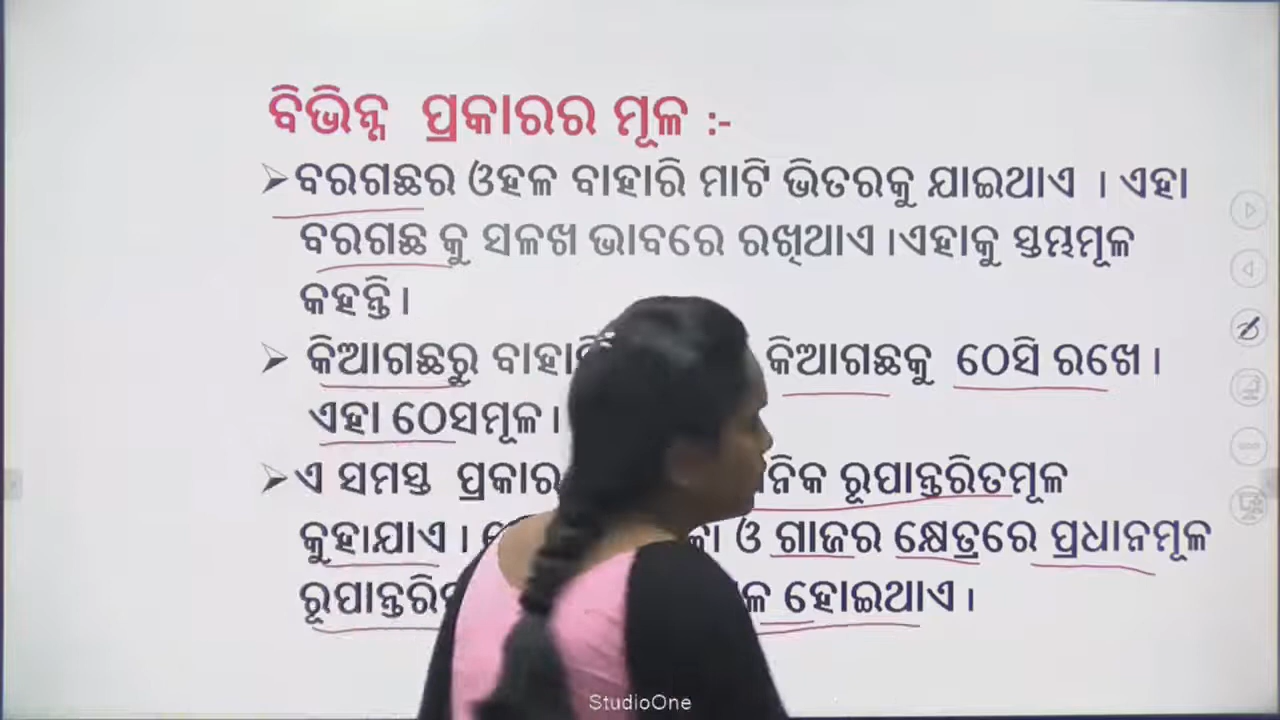 ବିଭିନ୍ନ ପ୍ରକାରର ମୂଳ :-
➢ବରଗଛର ଓହଳ ବାହାରି ମାଟି ଭିତରକୁ ଯାଇଥାଏ । ଏହା
ବରଗଛ କୁ ସଳଖ ଭାବରେ ରଖିଥାଏ ।ଏହାକୁ ସ୍ତମ୍ଭମୂଳ
କହନ୍ତି ।
➢ କିଆଗଛରୁ କିଆଗଛକୁ ଠେସି ରଖେ ।
ଏହା ଠେସମୂଳ ।
➢ଏ ସମସ୍ତ ରୂପାନ୍ତରିତମୂଳ
କୁହାଯାଏ । ଓ ଗାଜର କ୍ଷେତ୍ରରେ ପ୍ରଧାନମୂଳ
ହୋଇଥାଏ ।
StudioOne